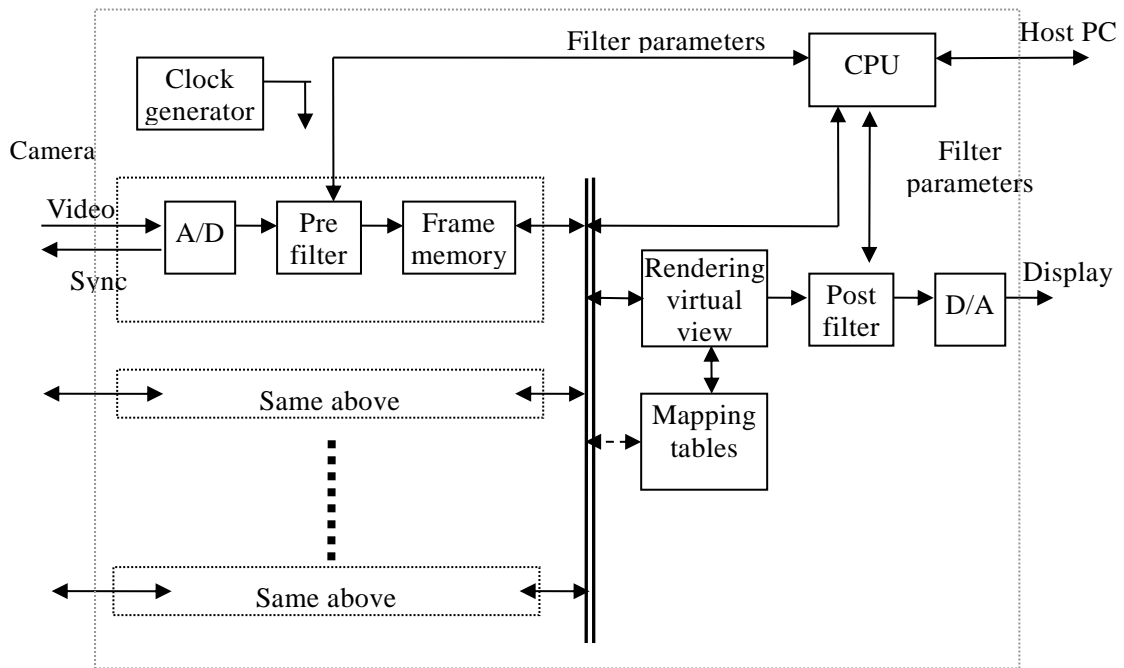 Host PC
Filter parameters
CPU
Clock
generator
Camera
Filter
parameters
Video
A/D
Pre
filter
Frame
memory
Sync
Rendering
virtual
view
Post
filter
D/A
Display
Same above
Mapping
tables
Same above